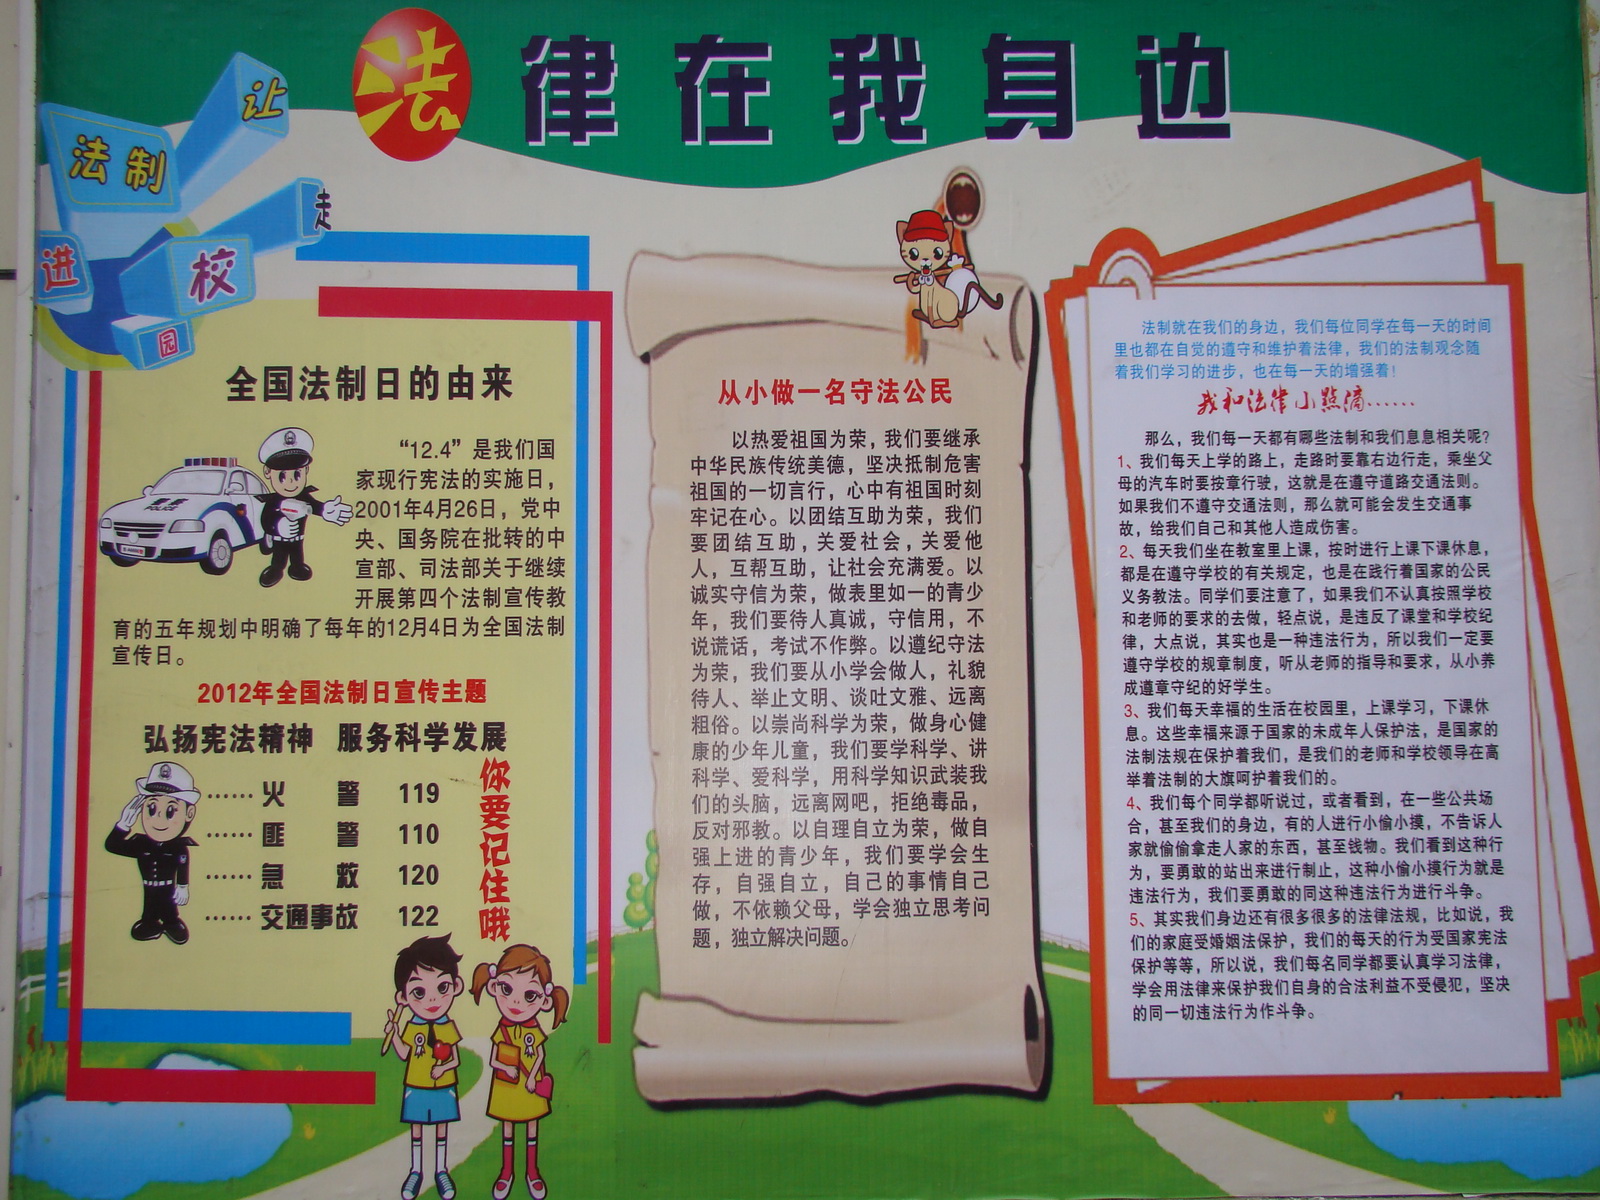 法律在我身边
让
法制
走
进
校
园
全国法制日的由来
“12.4”是我们国
家现行宪法的实施日，
2001年4月26日，党中
央、国务院在批转的中
宣部、司法部关于继续
开展第四个法制宣传教
育的五年规划中明确了每年的12月4日为全国法制
宣传日。
2012年全国法制日宣传主题
弘扬宪法精神 服务科学发展
······火 警 119
······匪 警 110
······急 救 120
······交通事故 122
你要记住哦
从小做一名守法公民
以热爱祖国为荣，我们要继承
中华民族传统美德，坚决抵制危害
祖国的一切言行，心中有祖国时刻
牢记在心。以团结互助为荣，我们
要团结互助,关爱社会，关爱他
人，互帮互助，让社会充满爱。以
诚实守信为荣，做表里如一的青少
年，我们要待人真诚，守信用，不
说谎话，考试不作弊。以遵纪守法
为荣，我们要从小学会做人，礼貌
待人、举止文明、谈吐文雅、远离
粗俗。以崇尚科学为荣，做身心健
康的少年儿童，我们要学科学、讲
科学、爱科学，用科学知识武装我
们的头脑，远离网吧，拒绝毒品，
反对邪教。以自理自立为荣，做自
强上进的青少年，我们要学会生
存，自强自立，自己的事情自己
做，不依赖父母，学会独立思考问
题，独立解决问题。
法制就在我们的身边，我们每位同学在每一天的时间
里也都在自觉的遵守和维护着法律，我们的法制观念随
着我们学习的进步，也在每一天的增强着！
我和法律小点滴······
那么，我们每一天都有哪些法制和我们息息相关呢？
1、我们每天上学的路上，走路时要靠右边行走，乘坐父
母的汽车时要按章行驶，这就是在遵守道路交通法则。
如果我们不遵守交通法则，那么就可能会发生交通事
故，给我们自己和其他人造成伤害。
2、每天我们坐在教室里上课，按时进行上课下课休息，
都是在遵守学校的有关规定，也是在践行着国家的公民
义务教法。同学们要注意了，如果我们不认真按照学校
和老师的要求的去做，轻点说，是违反了课堂和学校纪
律，大点说，其实也是一种违法行为，所以我们一定要
遵守学校的规章制度，听从老师的指导和要求，从小养
成遵章守纪的好学生。
3、我们每天幸福的生活在校园里，上课学习，下课休
息。这些幸福来源于国家的未成年人保护法，是国家的
法制法规在保护着我们，是我们的老师和学校领导在高
举着法制的大旗呵护着我们的。
4、我们每个同学都听说过，或者看到，在一些公共场
合，甚至我们的身边，有的人进行小偷小摸，不告诉人
家就偷偷拿走人家的东西，甚至钱物。我们看到这种行
为，要勇敢的站出来进行制止，这种小偷小摸行为就是
违法行为，我们要勇敢的同这种违法行为进行斗争。
5、其实我们身边还有很多很多的法律法规，比如说，我
们的家庭受婚姻法保护，我们的每天的行为受国家宪法
保护等等，所以说，我们每名同学都要认真学习法律，
学会用法律来保护我们自身的合法利益不受侵犯，坚决
的同一切违法行为作斗争。